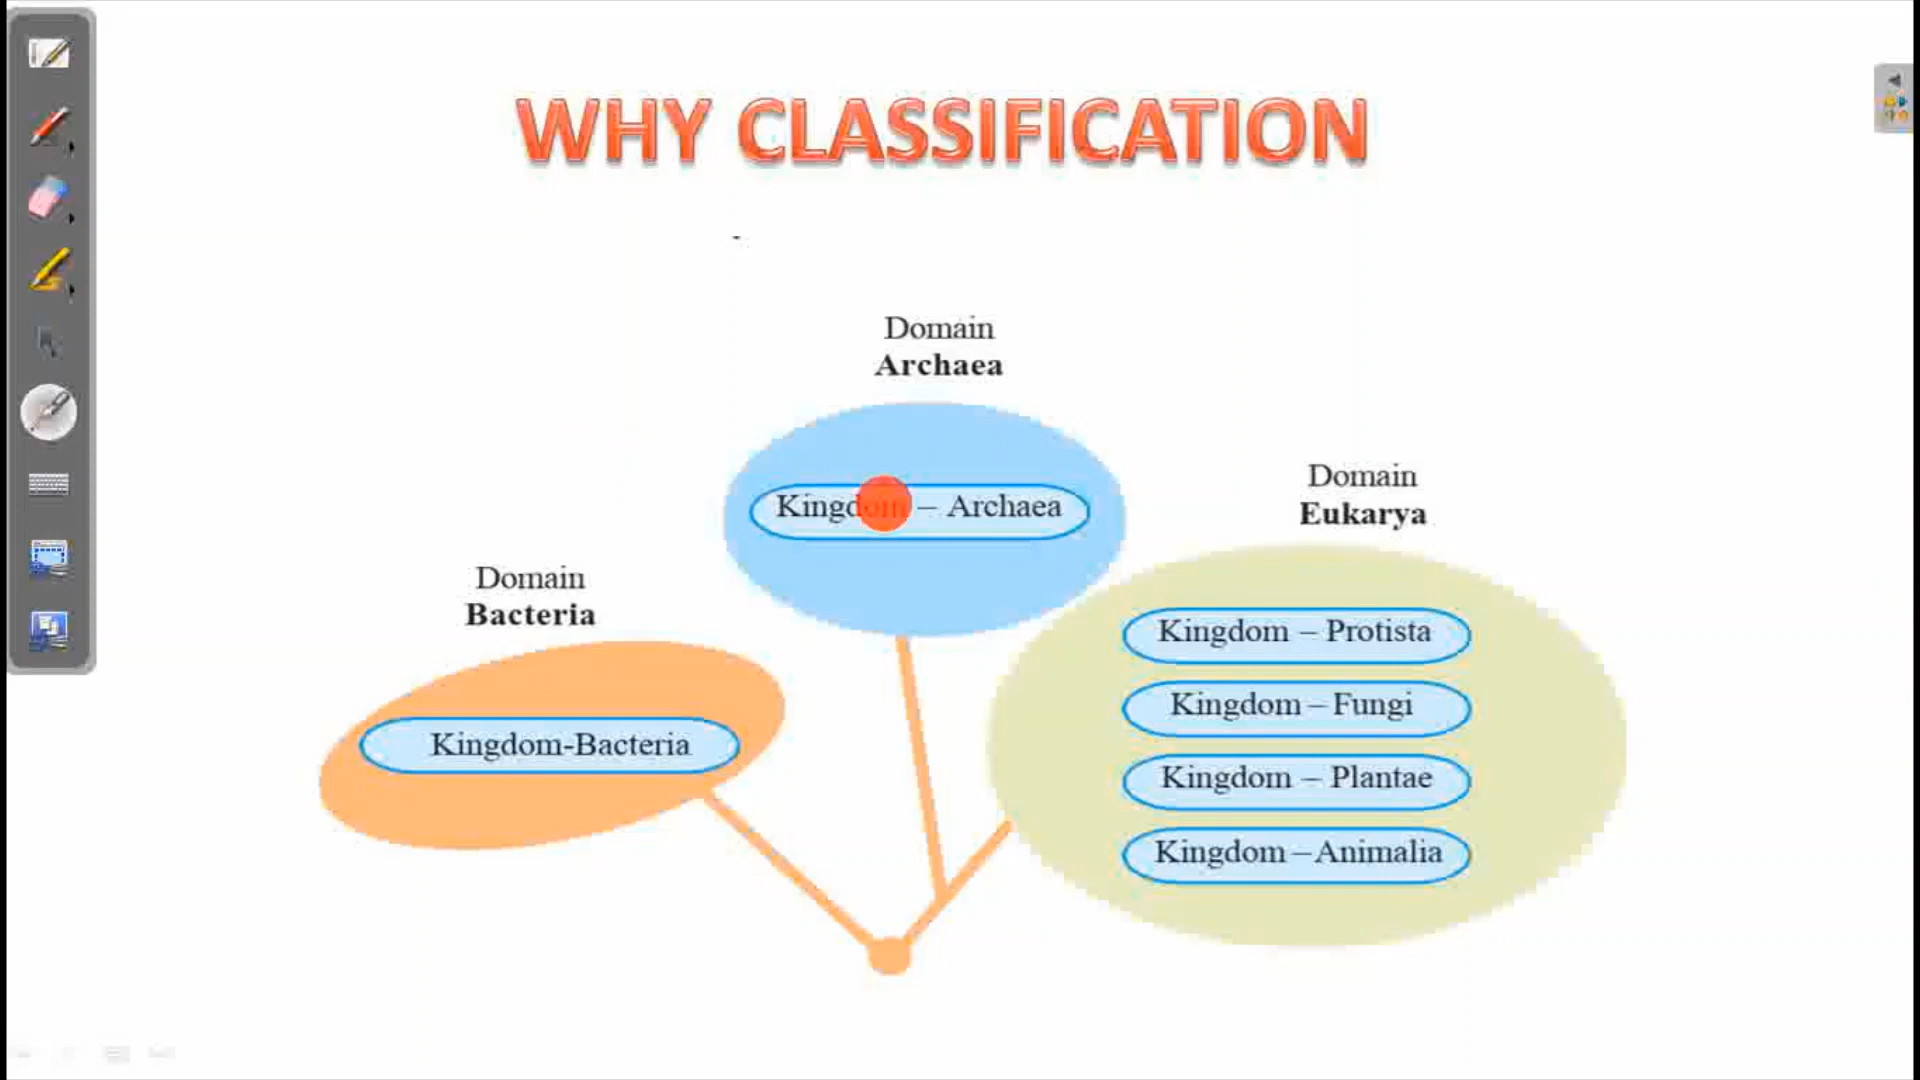 WHY CLASSIFICATION
Domain
Archaea
Kingdom – Archaea
Domain
Eukarya
Domain
Bacteria
Kingdom – Protista
Kingdom – Fungi
Kingdom-Bacteria
Kingdom – Plantae
Kingdom – Animalia